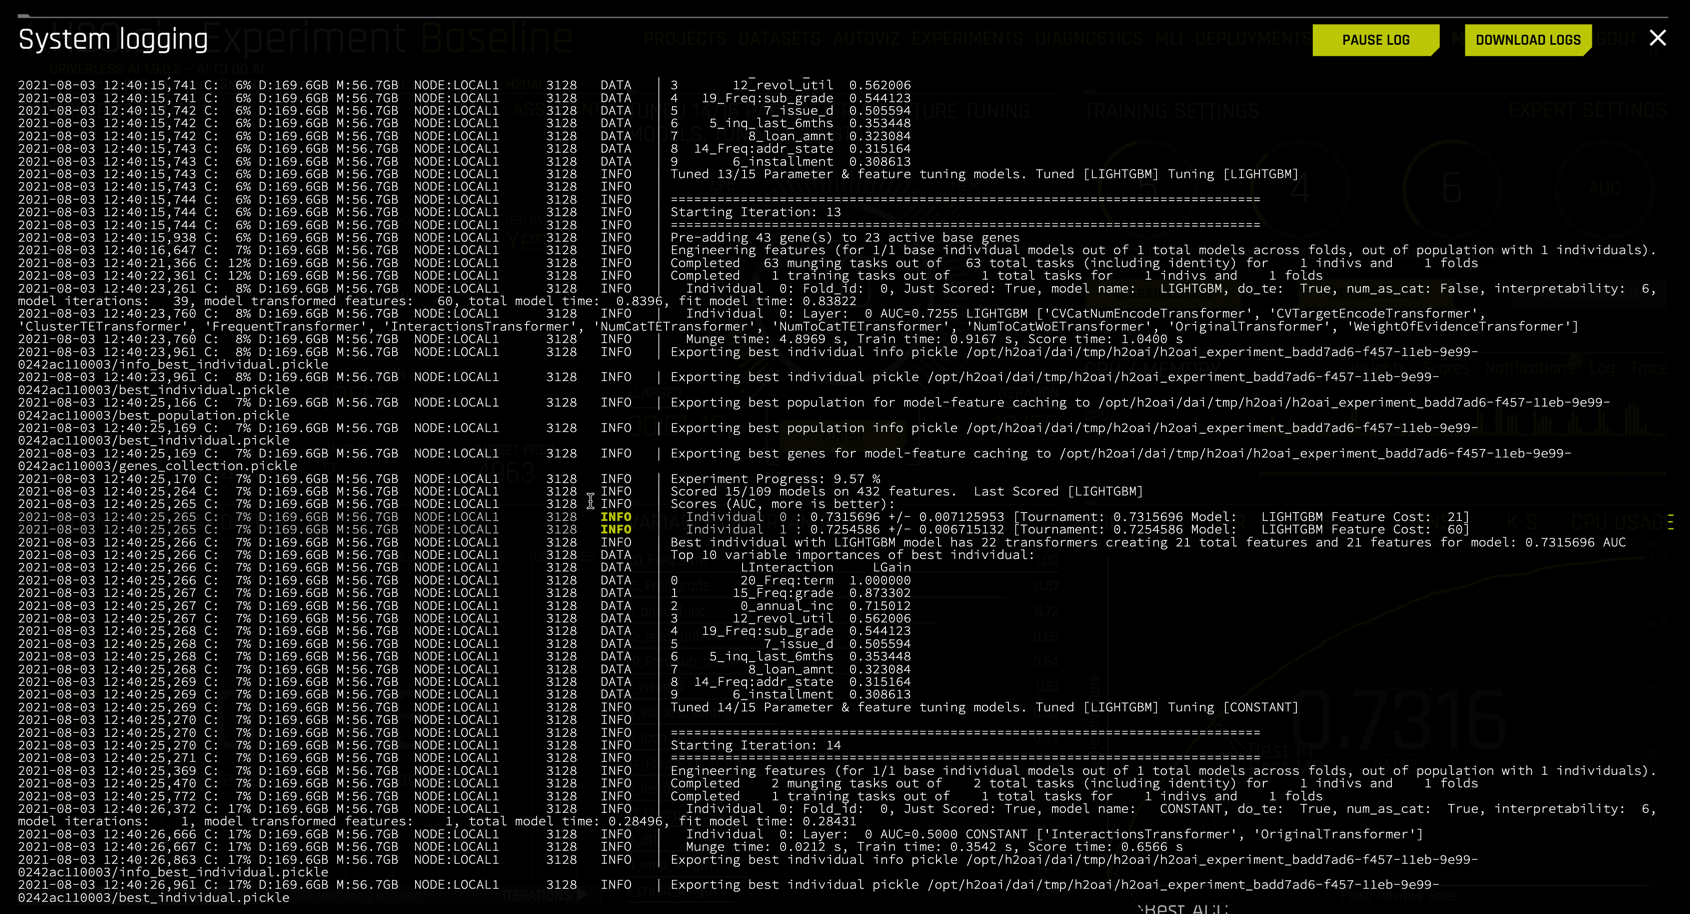 System logging
PAUSE LOG
DOWNLOAD LOGS
2021-08-03 12:40:15,741 C:  6% D:169.6GB M:56.7GB  NODE:LOCAL1      3128   DATA   | 3       12_revol_util  0.562006
2021-08-03 12:40:15,741 C:  6% D:169.6GB M:56.7GB  NODE:LOCAL1      3128   DATA   | 4   19_Freq:sub_grade  0.544123
2021-08-03 12:40:15,742 C:  6% D:169.6GB M:56.7GB  NODE:LOCAL1      3128   DATA   | 5           7_issue_d  0.505594
2021-08-03 12:40:15,742 C:  6% D:169.6GB M:56.7GB  NODE:LOCAL1      3128   DATA   | 6    5_inq_last_6mths  0.353448
2021-08-03 12:40:15,742 C:  6% D:169.6GB M:56.7GB  NODE:LOCAL1      3128   DATA   | 7         8_loan_amnt  0.323084
2021-08-03 12:40:15,743 C:  6% D:169.6GB M:56.7GB  NODE:LOCAL1      3128   DATA   | 8  14_Freq:addr_state  0.315164
2021-08-03 12:40:15,743 C:  6% D:169.6GB M:56.7GB  NODE:LOCAL1      3128   DATA   | 9       6_installment  0.308613
2021-08-03 12:40:15,743 C:  6% D:169.6GB M:56.7GB  NODE:LOCAL1      3128   INFO   | Tuned 13/15 Parameter & feature tuning models. Tuned [LIGHTGBM] Tuning [LIGHTGBM]
2021-08-03 12:40:15,743 C:  6% D:169.6GB M:56.7GB  NODE:LOCAL1      3128   INFO   |
2021-08-03 12:40:15,744 C:  6% D:169.6GB M:56.7GB  NODE:LOCAL1      3128   INFO   | ============================================================================
2021-08-03 12:40:15,744 C:  6% D:169.6GB M:56.7GB  NODE:LOCAL1      3128   INFO   | Starting Iteration: 13
2021-08-03 12:40:15,744 C:  6% D:169.6GB M:56.7GB  NODE:LOCAL1      3128   INFO   | ============================================================================
2021-08-03 12:40:15,938 C:  6% D:169.6GB M:56.7GB  NODE:LOCAL1      3128   INFO   | Pre-adding 43 gene(s) to 23 active base genes
2021-08-03 12:40:16,647 C:  7% D:169.6GB M:56.7GB  NODE:LOCAL1      3128   INFO   | Engineering features (for 1/1 base individual models out of 1 total models across folds, out of population with 1 individuals).
2021-08-03 12:40:21,366 C: 12% D:169.6GB M:56.7GB  NODE:LOCAL1      3128   INFO   | Completed   63 munging tasks out of   63 total tasks (including identity) for    1 indivs and    1 folds
2021-08-03 12:40:22,361 C: 12% D:169.6GB M:56.7GB  NODE:LOCAL1      3128   INFO   | Completed    1 training tasks out of    1 total tasks for    1 indivs and    1 folds
2021-08-03 12:40:23,261 C:  8% D:169.6GB M:56.7GB  NODE:LOCAL1      3128   INFO   |   Individual  0: Fold_id:  0, Just Scored: True, model name:   LIGHTGBM, do_te:  True, num_as_cat: False, interpretability: 6,
model iterations:   39, model transformed features:   60, total model time: 0.8396, fit model time: 0.83822
2021-08-03 12:40:23,760 C:  8% D:169.6GB M:56.7GB  NODE:LOCAL1      3128   INFO   |   Individual  0: Layer:  0 AUC=0.7255 LIGHTGBM ['CVCatNumEncodeTransformer', 'CVTargetEncodeTransformer',
'ClusterTETransformer', 'FrequentTransformer', 'InteractionsTransformer', 'NumCatTETransformer', 'NumToCatTETransformer', 'NumToCatWoETransformer', 'OriginalTransformer', 'WeightOfEvidenceTransformer']
2021-08-03 12:40:23,760 C:  8% D:169.6GB M:56.7GB  NODE:LOCAL1      3128   INFO   |   Munge time: 4.8969 s, Train time: 0.9167 s, Score time: 1.0400 s
2021-08-03 12:40:23,961 C:  8% D:169.6GB M:56.7GB  NODE:LOCAL1      3128   INFO   | Exporting best individual info pickle /opt/h2oai/dai/tmp/h2oai/h2oai_experiment_badd7ad6-f457-11eb-9e99-
0242ac110003/info_best_individual.pickle
2021-08-03 12:40:23,961 C:  8% D:169.6GB M:56.7GB  NODE:LOCAL1      3128   INFO   | Exporting best individual pickle /opt/h2oai/dai/tmp/h2oai/h2oai_experiment_badd7ad6-f457-11eb-9e99-
0242ac110003/best_individual.pickle
2021-08-03 12:40:25,166 C:  7% D:169.6GB M:56.7GB  NODE:LOCAL1      3128   INFO   | Exporting best population for model-feature caching to /opt/h2oai/dai/tmp/h2oai/h2oai_experiment_badd7ad6-f457-11eb-9e99-
0242ac110003/best_population.pickle
2021-08-03 12:40:25,169 C:  7% D:169.6GB M:56.7GB  NODE:LOCAL1      3128   INFO   | Exporting best population info pickle /opt/h2oai/dai/tmp/h2oai/h2oai_experiment_badd7ad6-f457-11eb-9e99-
0242ac110003/best_individual.pickle
2021-08-03 12:40:25,169 C:  7% D:169.6GB M:56.7GB  NODE:LOCAL1      3128   INFO   | Exporting best genes for model-feature caching to /opt/h2oai/dai/tmp/h2oai/h2oai_experiment_badd7ad6-f457-11eb-9e99-
0242ac110003/genes_collection.pickle
2021-08-03 12:40:25,170 C:  7% D:169.6GB M:56.7GB  NODE:LOCAL1      3128   INFO   | Experiment Progress: 9.57 %
2021-08-03 12:40:25,264 C:  7% D:169.6GB M:56.7GB  NODE:LOCAL1      3128   INFO   | Scored 15/109 models on 432 features.  Last Scored [LIGHTGBM]
2021-08-03 12:40:25,265 C:  7% D:169.6GB M:56.7GB  NODE:LOCAL1      3128   INFO   | Scores (AUC, more is better):
2021-08-03 12:40:25,265 C:  7% D:169.6GB M:56.7GB  NODE:LOCAL1      3128   INFO   |   Individual  0 : 0.7315696 +/- 0.007125953 [Tournament: 0.7315696 Model:   LIGHTGBM Feature Cost:  21]
2021-08-03 12:40:25,265 C:  7% D:169.6GB M:56.7GB  NODE:LOCAL1      3128   INFO   |   Individual  1 : 0.7254586 +/- 0.006715132 [Tournament: 0.7254586 Model:   LIGHTGBM Feature Cost:  60]
2021-08-03 12:40:25,266 C:  7% D:169.6GB M:56.7GB  NODE:LOCAL1      3128   INFO   | Best individual with LIGHTGBM model has 22 transformers creating 21 total features and 21 features for model: 0.7315696 AUC
2021-08-03 12:40:25,266 C:  7% D:169.6GB M:56.7GB  NODE:LOCAL1      3128   DATA   | Top 10 variable importances of best individual:
2021-08-03 12:40:25,266 C:  7% D:169.6GB M:56.7GB  NODE:LOCAL1      3128   DATA   |          LInteraction     LGain
2021-08-03 12:40:25,266 C:  7% D:169.6GB M:56.7GB  NODE:LOCAL1      3128   DATA   | 0        20_Freq:term  1.000000
2021-08-03 12:40:25,267 C:  7% D:169.6GB M:56.7GB  NODE:LOCAL1      3128   DATA   | 1       15_Freq:grade  0.873302
2021-08-03 12:40:25,267 C:  7% D:169.6GB M:56.7GB  NODE:LOCAL1      3128   DATA   | 2        0_annual_inc  0.715012
2021-08-03 12:40:25,267 C:  7% D:169.6GB M:56.7GB  NODE:LOCAL1      3128   DATA   | 3       12_revol_util  0.562006
2021-08-03 12:40:25,268 C:  7% D:169.6GB M:56.7GB  NODE:LOCAL1      3128   DATA   | 4   19_Freq:sub_grade  0.544123
2021-08-03 12:40:25,268 C:  7% D:169.6GB M:56.7GB  NODE:LOCAL1      3128   DATA   | 5           7_issue_d  0.505594
2021-08-03 12:40:25,268 C:  7% D:169.6GB M:56.7GB  NODE:LOCAL1      3128   DATA   | 6    5_inq_last_6mths  0.353448
2021-08-03 12:40:25,268 C:  7% D:169.6GB M:56.7GB  NODE:LOCAL1      3128   DATA   | 7         8_loan_amnt  0.323084
2021-08-03 12:40:25,269 C:  7% D:169.6GB M:56.7GB  NODE:LOCAL1      3128   DATA   | 8  14_Freq:addr_state  0.315164
2021-08-03 12:40:25,269 C:  7% D:169.6GB M:56.7GB  NODE:LOCAL1      3128   DATA   | 9       6_installment  0.308613
2021-08-03 12:40:25,269 C:  7% D:169.6GB M:56.7GB  NODE:LOCAL1      3128   INFO   | Tuned 14/15 Parameter & feature tuning models. Tuned [LIGHTGBM] Tuning [CONSTANT]
2021-08-03 12:40:25,270 C:  7% D:169.6GB M:56.7GB  NODE:LOCAL1      3128   INFO   |
2021-08-03 12:40:25,270 C:  7% D:169.6GB M:56.7GB  NODE:LOCAL1      3128   INFO   | ============================================================================
2021-08-03 12:40:25,270 C:  7% D:169.6GB M:56.7GB  NODE:LOCAL1      3128   INFO   | Starting Iteration: 14
2021-08-03 12:40:25,271 C:  7% D:169.6GB M:56.7GB  NODE:LOCAL1      3128   INFO   | ============================================================================
2021-08-03 12:40:25,369 C:  7% D:169.6GB M:56.7GB  NODE:LOCAL1      3128   INFO   | Engineering features (for 1/1 base individual models out of 1 total models across folds, out of population with 1 individuals).
2021-08-03 12:40:25,470 C:  7% D:169.6GB M:56.7GB  NODE:LOCAL1      3128   INFO   | Completed    2 munging tasks out of    2 total tasks (including identity) for    1 indivs and    1 folds
2021-08-03 12:40:25,772 C:  7% D:169.6GB M:56.7GB  NODE:LOCAL1      3128   INFO   | Completed    1 training tasks out of    1 total tasks for    1 indivs and    1 folds
2021-08-03 12:40:26,372 C: 17% D:169.6GB M:56.7GB  NODE:LOCAL1      3128   INFO   |   Individual  0: Fold_id:  0, Just Scored: True, model name:   CONSTANT, do_te:  True, num_as_cat:  True, interpretability: 6,
model iterations:    1, model transformed features:    1, total model time: 0.28496, fit model time: 0.28431
2021-08-03 12:40:26,666 C: 17% D:169.6GB M:56.7GB  NODE:LOCAL1      3128   INFO   |   Individual  0: Layer:  0 AUC=0.5000 CONSTANT ['InteractionsTransformer', 'OriginalTransformer']
2021-08-03 12:40:26,667 C: 17% D:169.6GB M:56.7GB  NODE:LOCAL1      3128   INFO   |   Munge time: 0.0212 s, Train time: 0.3542 s, Score time: 0.6566 s
2021-08-03 12:40:26,863 C: 17% D:169.6GB M:56.7GB  NODE:LOCAL1      3128   INFO   | Exporting best individual info pickle /opt/h2oai/dai/tmp/h2oai/h2oai_experiment_badd7ad6-f457-11eb-9e99-
0242ac110003/info_best_individual.pickle
2021-08-03 12:40:26,961 C: 17% D:169.6GB M:56.7GB  NODE:LOCAL1      3128   INFO   | Exporting best individual pickle /opt/h2oai/dai/tmp/h2oai/h2oai_experiment_badd7ad6-f457-11eb-9e99-
0242ac110003/best_individual.pickle